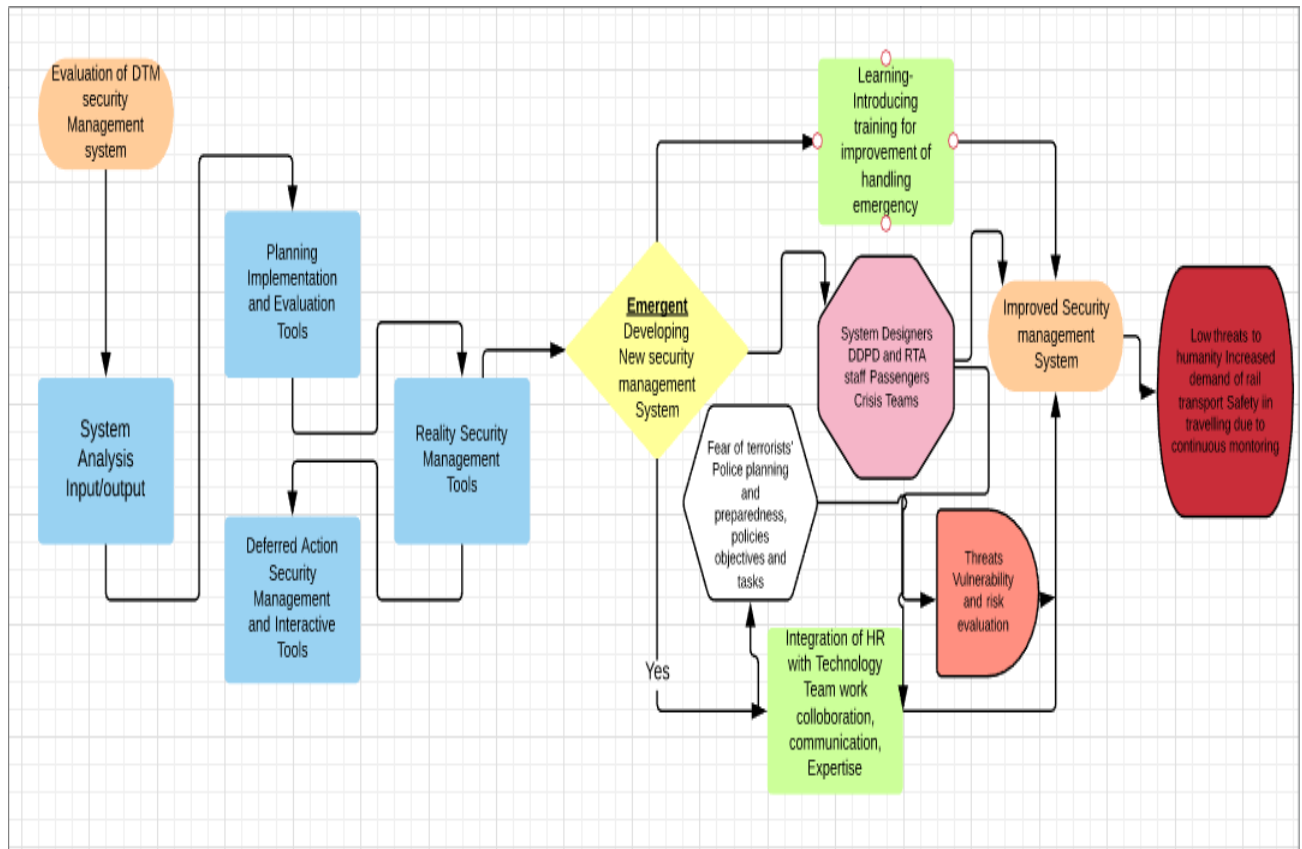 Evaluation of DTM
security
Management
system
System
Analysis
Input/output
Planning
Implementation
and Evaluation
Tools
Deferred Action
Security
Management
and Interactive
Tools
Reality Security
Management
Tools
Emergent
Developing
New security
management
System
Yes
Learning-
Introducing
training for
improvement of
handling
emergency
System Designers
DDPD and RTA
staff Passengers
Crisis Teams
Fear of terrorists'
Police planning
and
preparedness,
policies
objectives and
tasks
Integration of HR
with Technology
Team work
colloboration,
communication,
Expertise
Threats
Vulnerability
and risk
evaluation
Improved Security
management
System
Low threats to
humanity Increased
demand of rail
transport Safety iin
travelling due to
continuous montoring